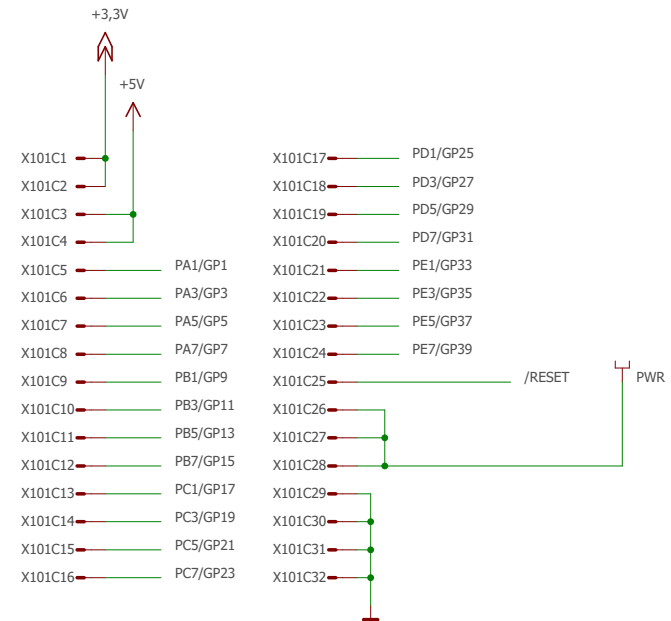 +3,3V
+5V
X101C1
X101C2
X101C3
X101C4
X101C5 PA1/GP1
X101C6 PA3/GP3
X101C7 PA5/GP5
X101C8 PA7/GP7
X101C9 PB1/GP9
X101C10 PB3/GP11
X101C11 PB5/GP13
X101C12 PB7/GP15
X101C13 PC1/GP17
X101C14 PC3/GP19
X101C15 PC5/GP21
X101C16 PC7/GP23
X101C17 PD1/GP25
X101C18 PD3/GP27
X101C19 PD5/GP29
X101C20 PD7/GP31
X101C21 PE1/GP33
X101C22 PE3/GP35
X101C23 PE5/GP37
X101C24 PE7/GP39
X101C25 /RESET PWR
X101C26
X101C27
X101C28
X101C29
X101C30
X101C31
X101C32